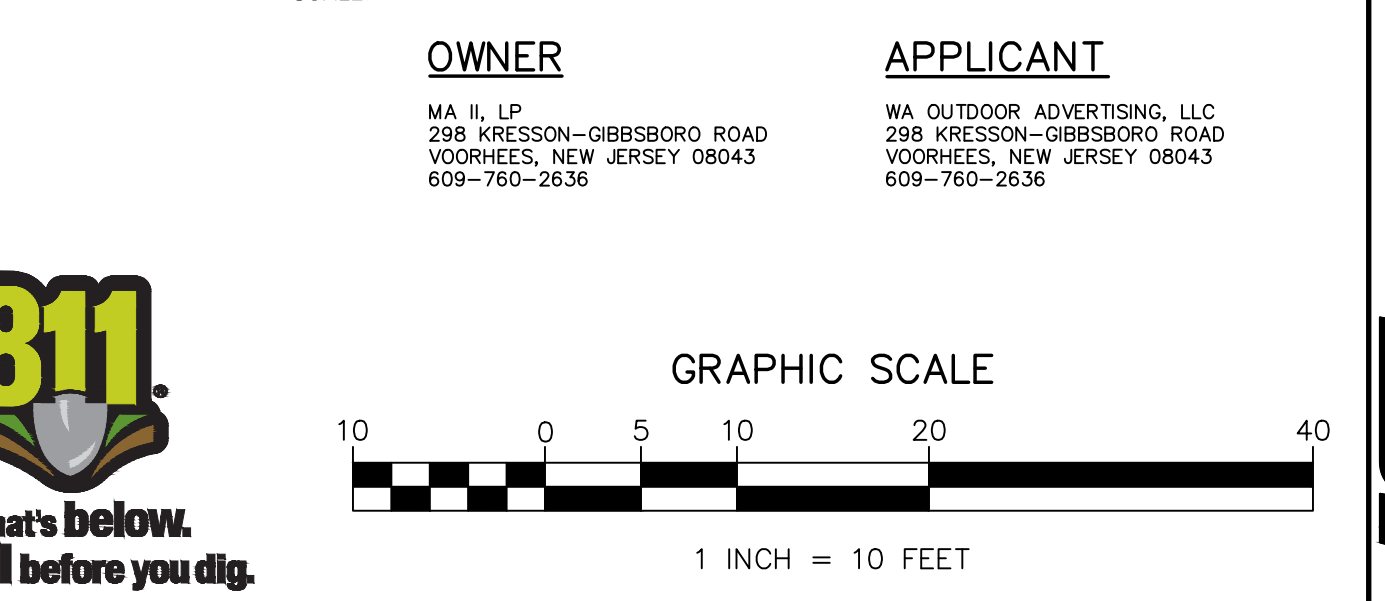 OWNER
MA II, LP
298 KRESSON-GIBBSBORO ROAD
VOORHEES, NEW JERSEY 08043
609-760-2636
APPLICANT
WA OUTDOOR ADVERTISING, LLC
298 KRESSON-GIBBSBORO ROAD
VOORHEES, NEW JERSEY 08043
609-760-2636
811®
below.
before you dig.
GRAPHIC SCALE
10 0 5 10 20 40
1 INCH = 10 FEET